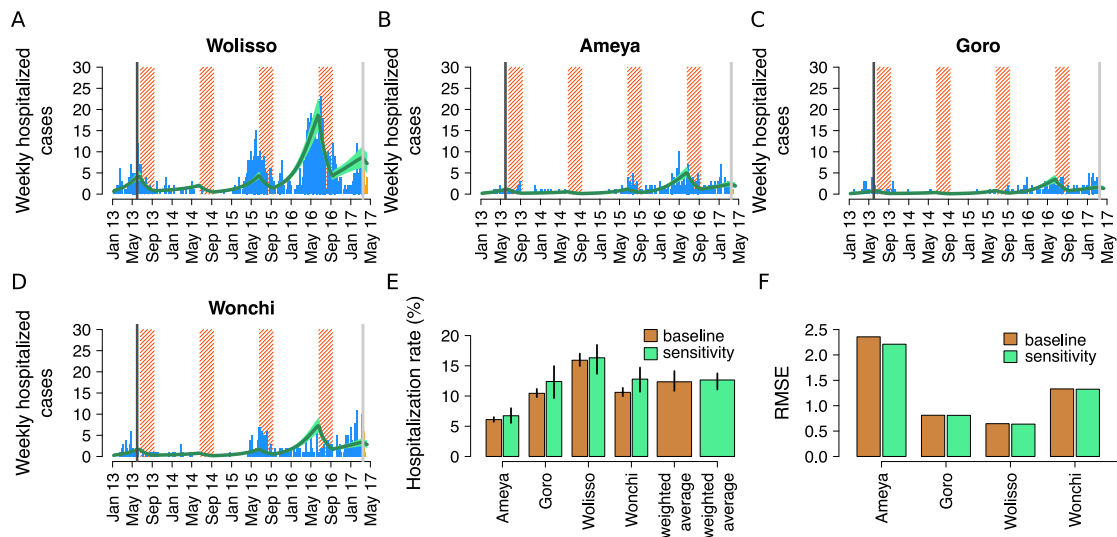 A
Wolisso
Weekly hospitalized
cases
30
25
20
15
10
5
0
Jan 13
May 13
Sep 13
Jan 14
May 14
Sep 14
Jan 15
May 15
Sep 15
Jan 16
May 16
Sep 16
Jan 17
May 17
B
Ameya
Weekly hospitalized
cases
30
25
20
15
10
5
0
Jan 13
May 13
Sep 13
Jan 14
May 14
Sep 14
Jan 15
May 15
Sep 15
Jan 16
May 16
Sep 16
Jan 17
May 17
C
Goro
Weekly hospitalized
cases
30
25
20
15
10
5
0
Jan 13
May 13
Sep 13
Jan 14
May 14
Sep 14
Jan 15
May 15
Sep 15
Jan 16
May 16
Sep 16
Jan 17
May 17
D
Wonchi
Weekly hospitalized
cases
30
25
20
15
10
5
0
Jan 13
May 13
Sep 13
Jan 14
May 14
Sep 14
Jan 15
May 15
Sep 15
Jan 16
May 16
Sep 16
Jan 17
May 17
E
Hospitalization rate (%)
20
15
10
5
0
baseline
sensitivity
Ameya
Goro
Wolisso
Wonchi
weighted
average
weighted
average
F
RMSE
2.5
2.0
1.5
1.0
0.5
0.0
baseline
sensitivity
Ameya
Goro
Wolisso
Wonchi